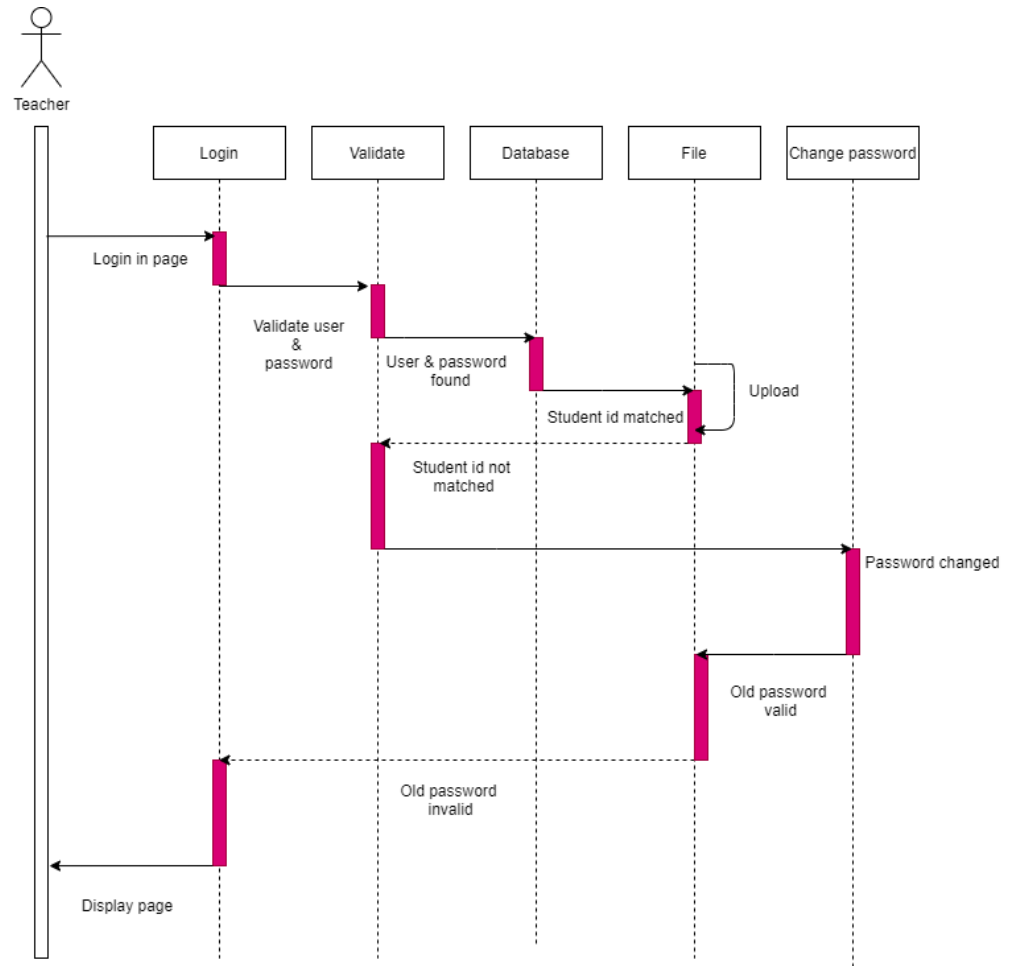 Teacher
Login
Validate
Database
File
Change password
Login in page
Validate user
&
password
User & password
found
Upload
Student id matched
Student id not
matched
Password changed
Old password
valid
Old password
invalid
Display page